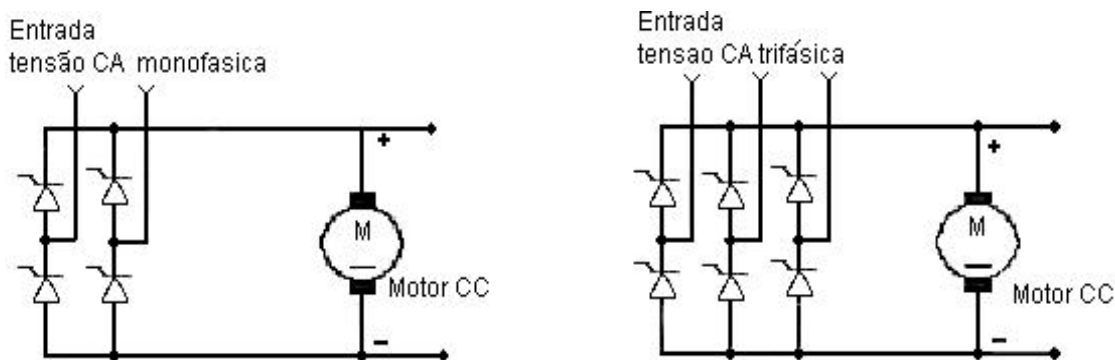 Entrada
tensão CA monofasica
+
M
Motor CC
-
Entrada
tensao CA trifásica
+
M
Motor CC
-